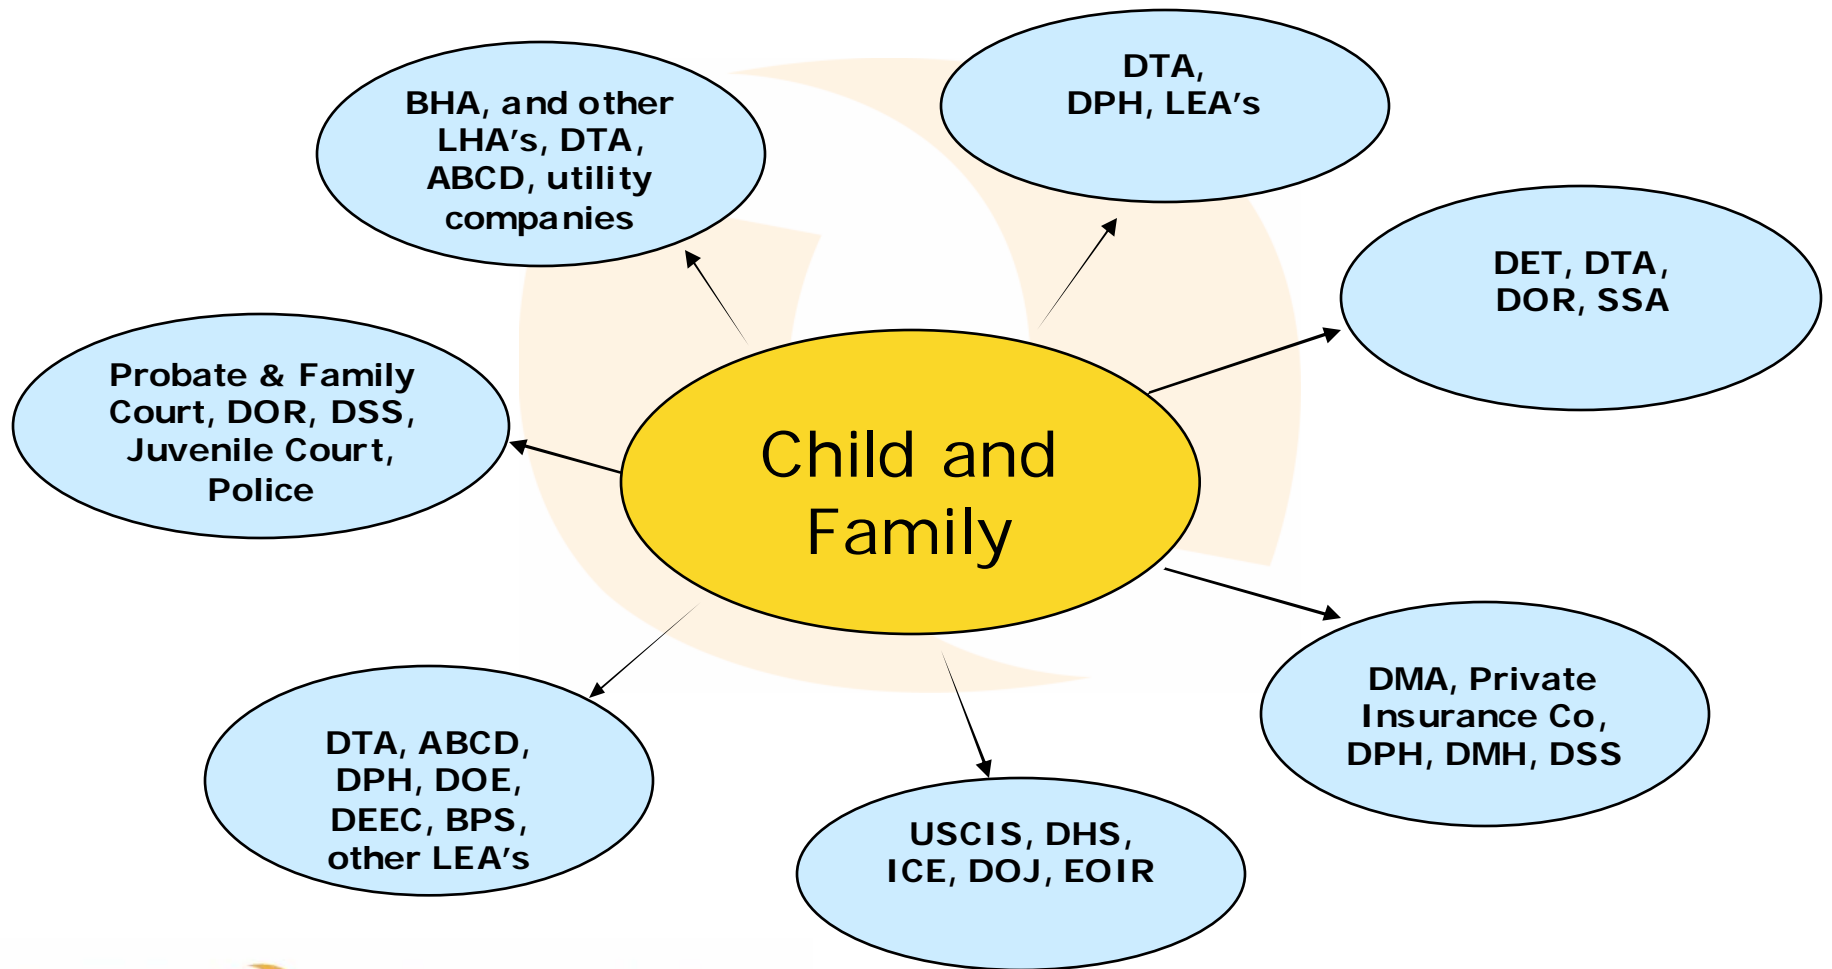 DTA,
DPH, LEA's
BHA, and other
LHA's, DTA,
ABCD, utility
companies
DET, DTA,
DOR, SSA
Probate & Family
Court, DOR, DSS,
Juvenile Court,
Police
Child and
Family
DMA, Private
Insurance Co,
DPH, DMH, DSS
DTA, ABCD,
DPH, DOE,
DEEC, BPS,
other LEA's
USCIS, DHS,
ICE, DOJ, EOIR